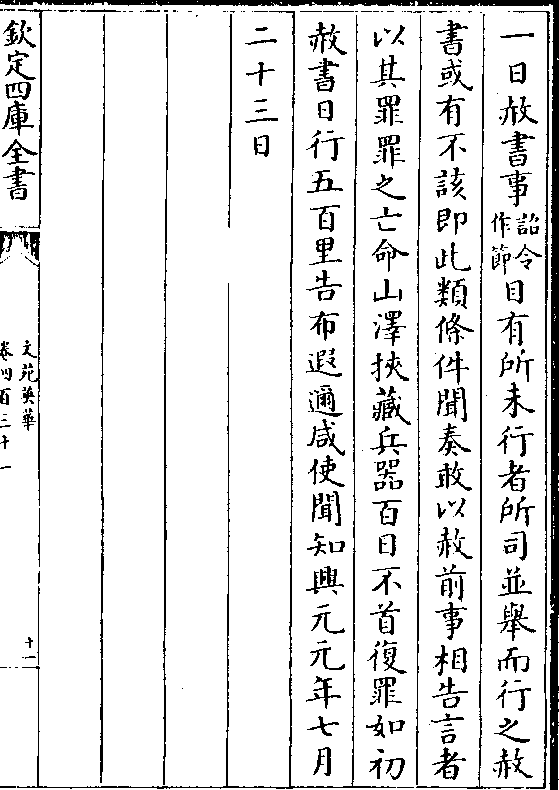 一日赦書事詔令作節目有所未行者所司並舉而行之赦
書或有不該即此類條件聞奏敢以赦前事相告言者
以其罪罪之亡命山澤挾藏兵器百日不首復罪如初
赦書日行五百里告布遐邇咸使聞知興元元年七月
二十三日
欽定四庫全書
文苑英華
卷四百三十一
十一